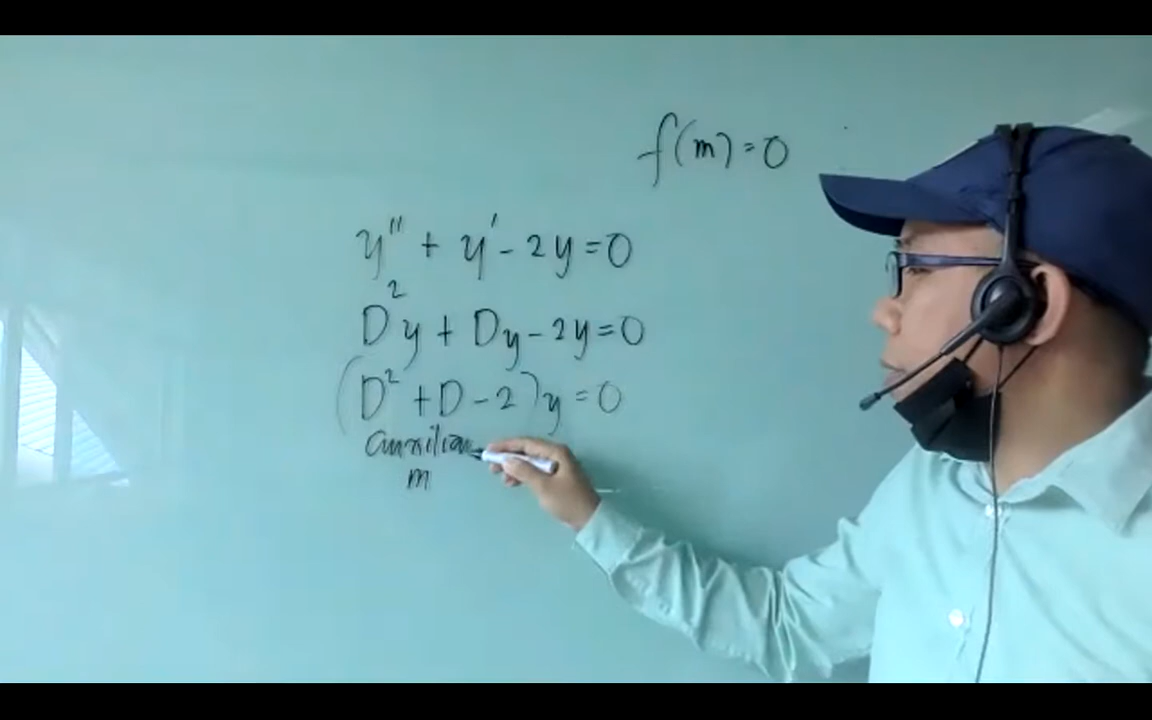 f(m)=0
y'' + y' - 2y = 0
D²y + Dy - 2y = 0
(D² + D - 2)y = 0
m